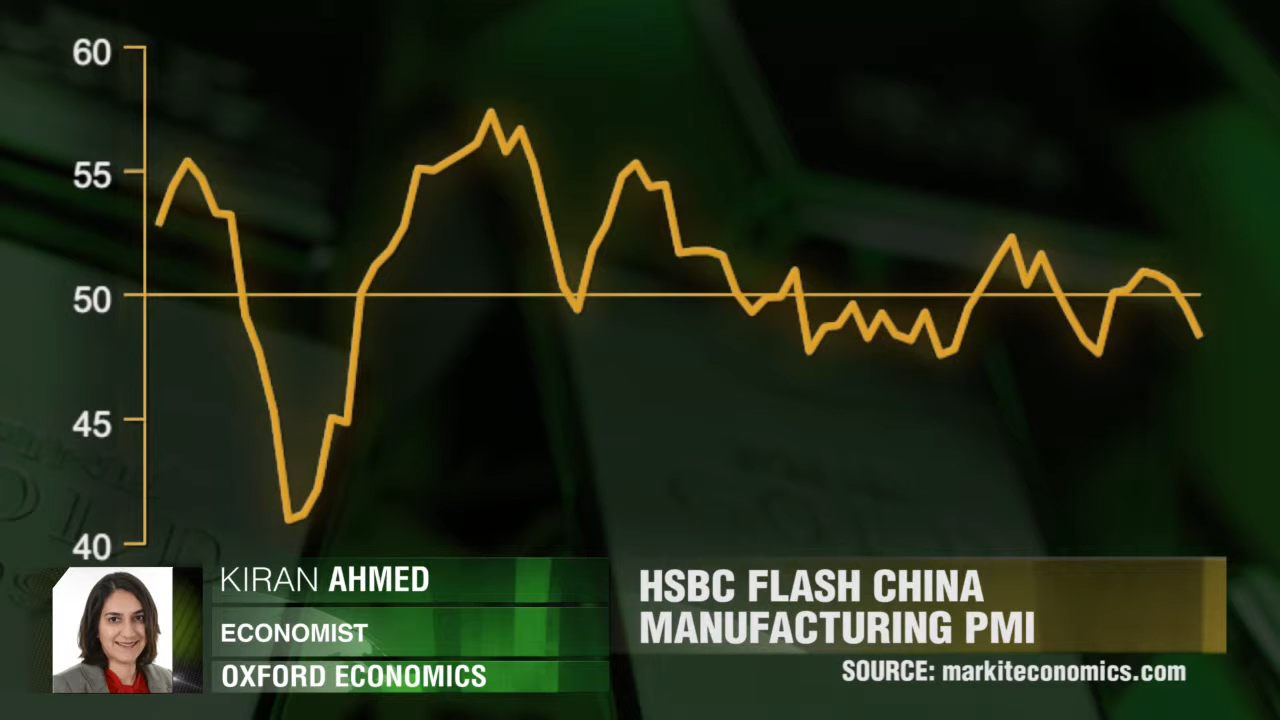 60
55
50
45
40
KIRAN AHMED
ECONOMIST
OXFORD ECONOMICS
HSBC FLASH CHINA
MANUFACTURING PMI
SOURCE: markiteconomics.com